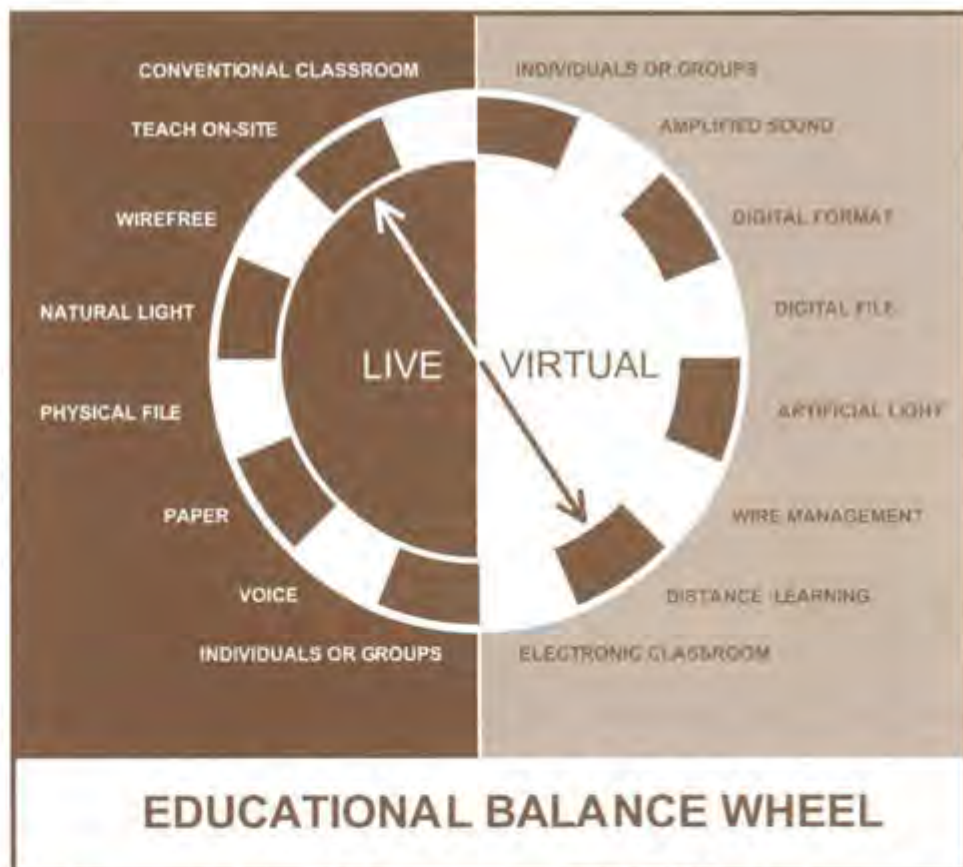 CONVENTIONAL CLASSROOM
INDIVIDUALS OR GROUPS
TEACH ON-SITE
AMPLIFIED SOUND
WIREFREE
DIGITAL FORMAT
NATURAL LIGHT
DIGITAL FILE
LIVE
VIRTUAL
PHYSICAL FILE
ARTIFICIAL LIGHT
PAPER
WIRE MANAGEMENT
VOICE
DISTANCE LEARNING
INDIVIDUALS OR GROUPS
ELECTRONIC CLASSROOM
EDUCATIONAL BALANCE WHEEL